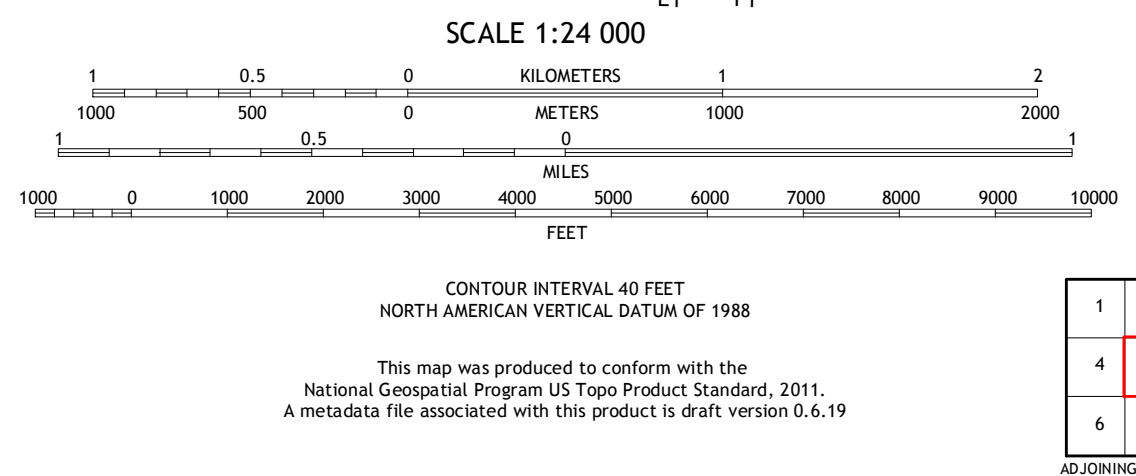 SCALE 1:24 000
1 0.5 0 KILOMETERS 1 2
1000 500 0 METERS 1000 2000
1 0.5 0 1
MILES
1000 0 1000 2000 3000 4000 5000 6000 7000 8000 9000 10000
FEET
CONTOUR INTERVAL 40 FEET
NORTH AMERICAN VERTICAL DATUM OF 1988
This map was produced to conform with the
National Geospatial Program US Topo Product Standard, 2011.
A metadata file associated with this product is draft version 0.6.19
1
4
6
ADJOINING